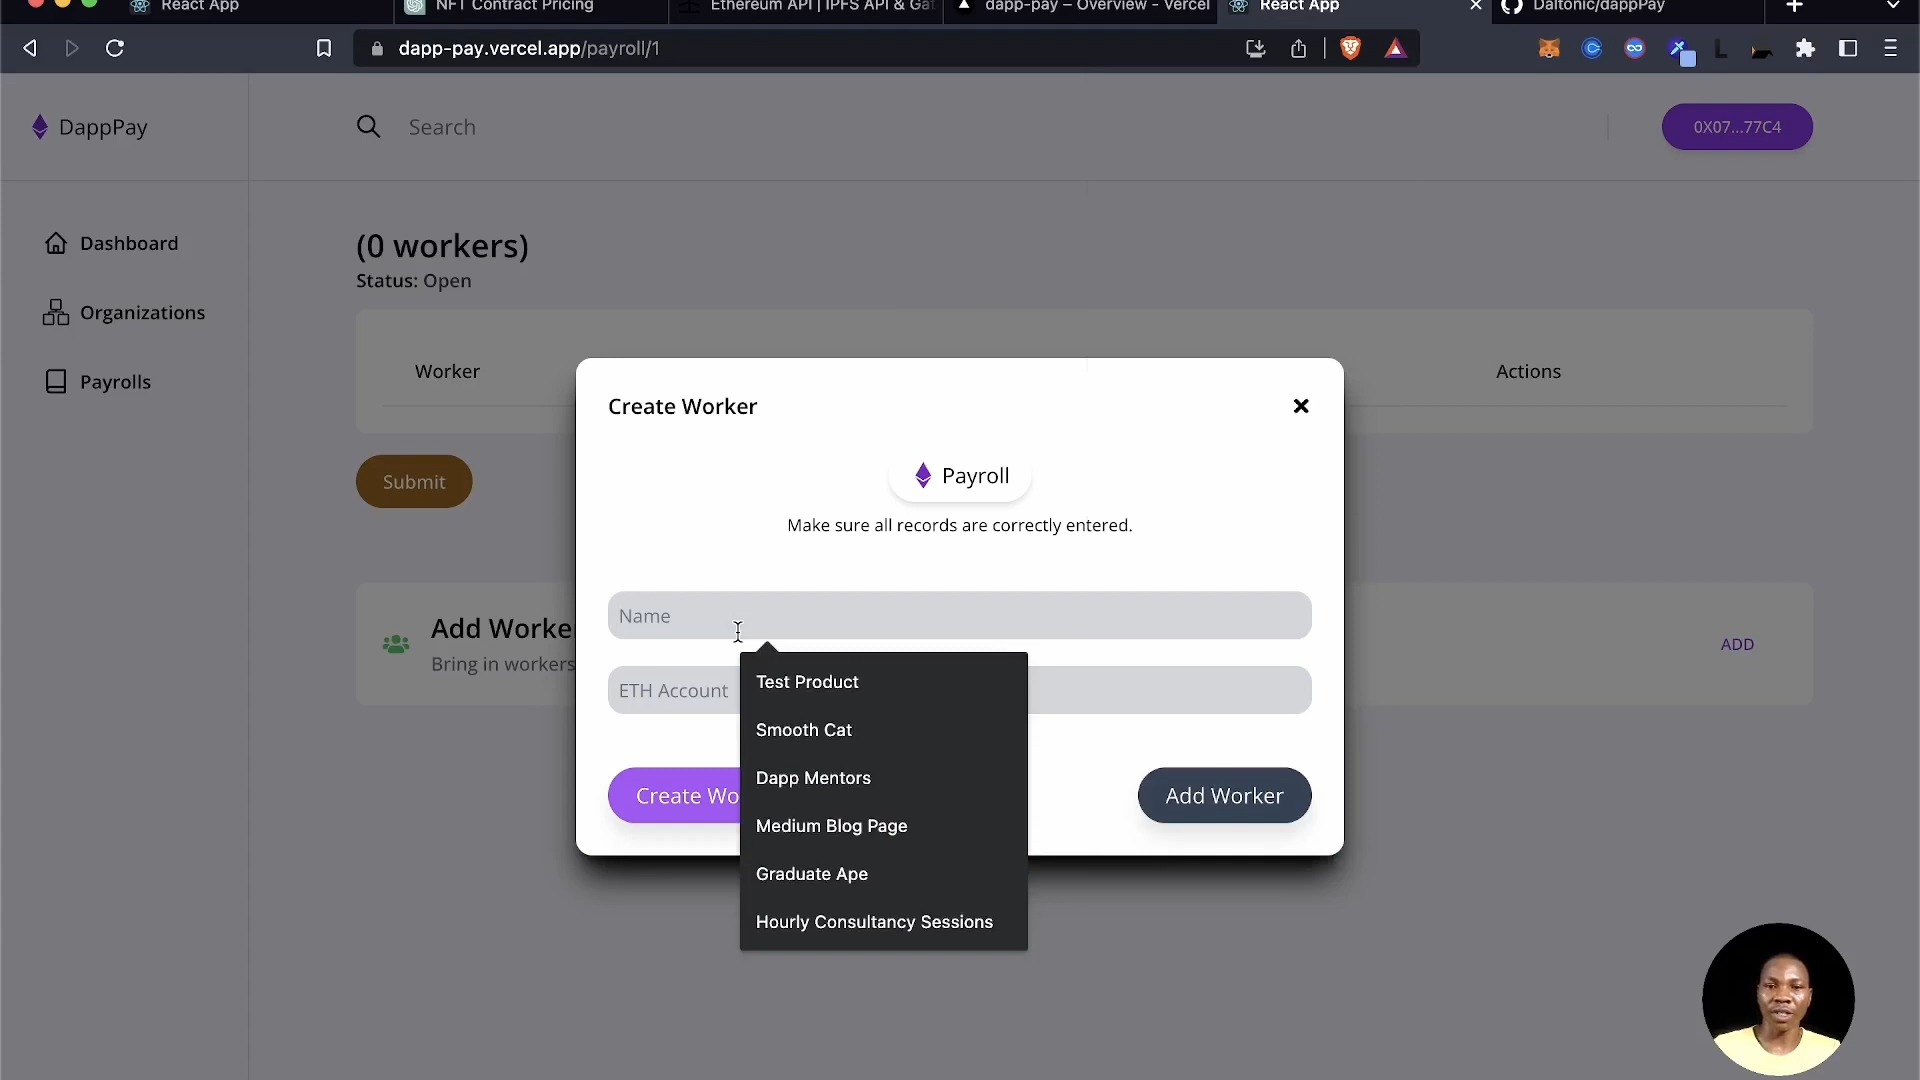 React App
NFT Contract Pricing
Ethereum API | IPFS API & Gat
dapp-pay – Overview - Vercel
React App
Daltonic/dappPay
dapp-pay.vercel.app/payroll/1
DappPay
Search
0X07...77C4
Dashboard
Organizations
Payrolls
(0 workers)
Status: Open
Worker
Actions
Submit
Create Worker
Payroll
Make sure all records are correctly entered.
Name
ETH Account
Create Wo
Add Worker
Test Product
Smooth Cat
Dapp Mentors
Medium Blog Page
Graduate Ape
Hourly Consultancy Sessions
Add Worke
Bring in workers
ADD